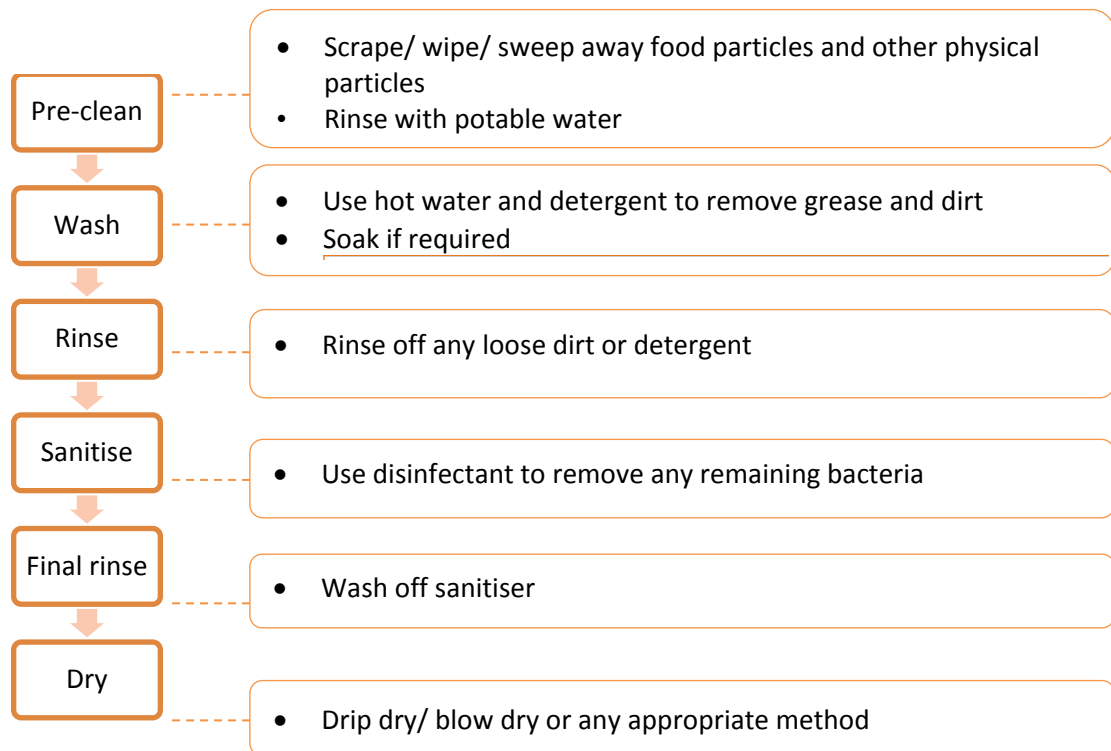 Pre-clean
• Scrape/ wipe/ sweep away food particles and other physical
particles
• Rinse with potable water
Wash
• Use hot water and detergent to remove grease and dirt
• Soak if required
Rinse
• Rinse off any loose dirt or detergent
Sanitise
• Use disinfectant to remove any remaining bacteria
Final rinse
• Wash off sanitiser
Dry
• Drip dry/ blow dry or any appropriate method